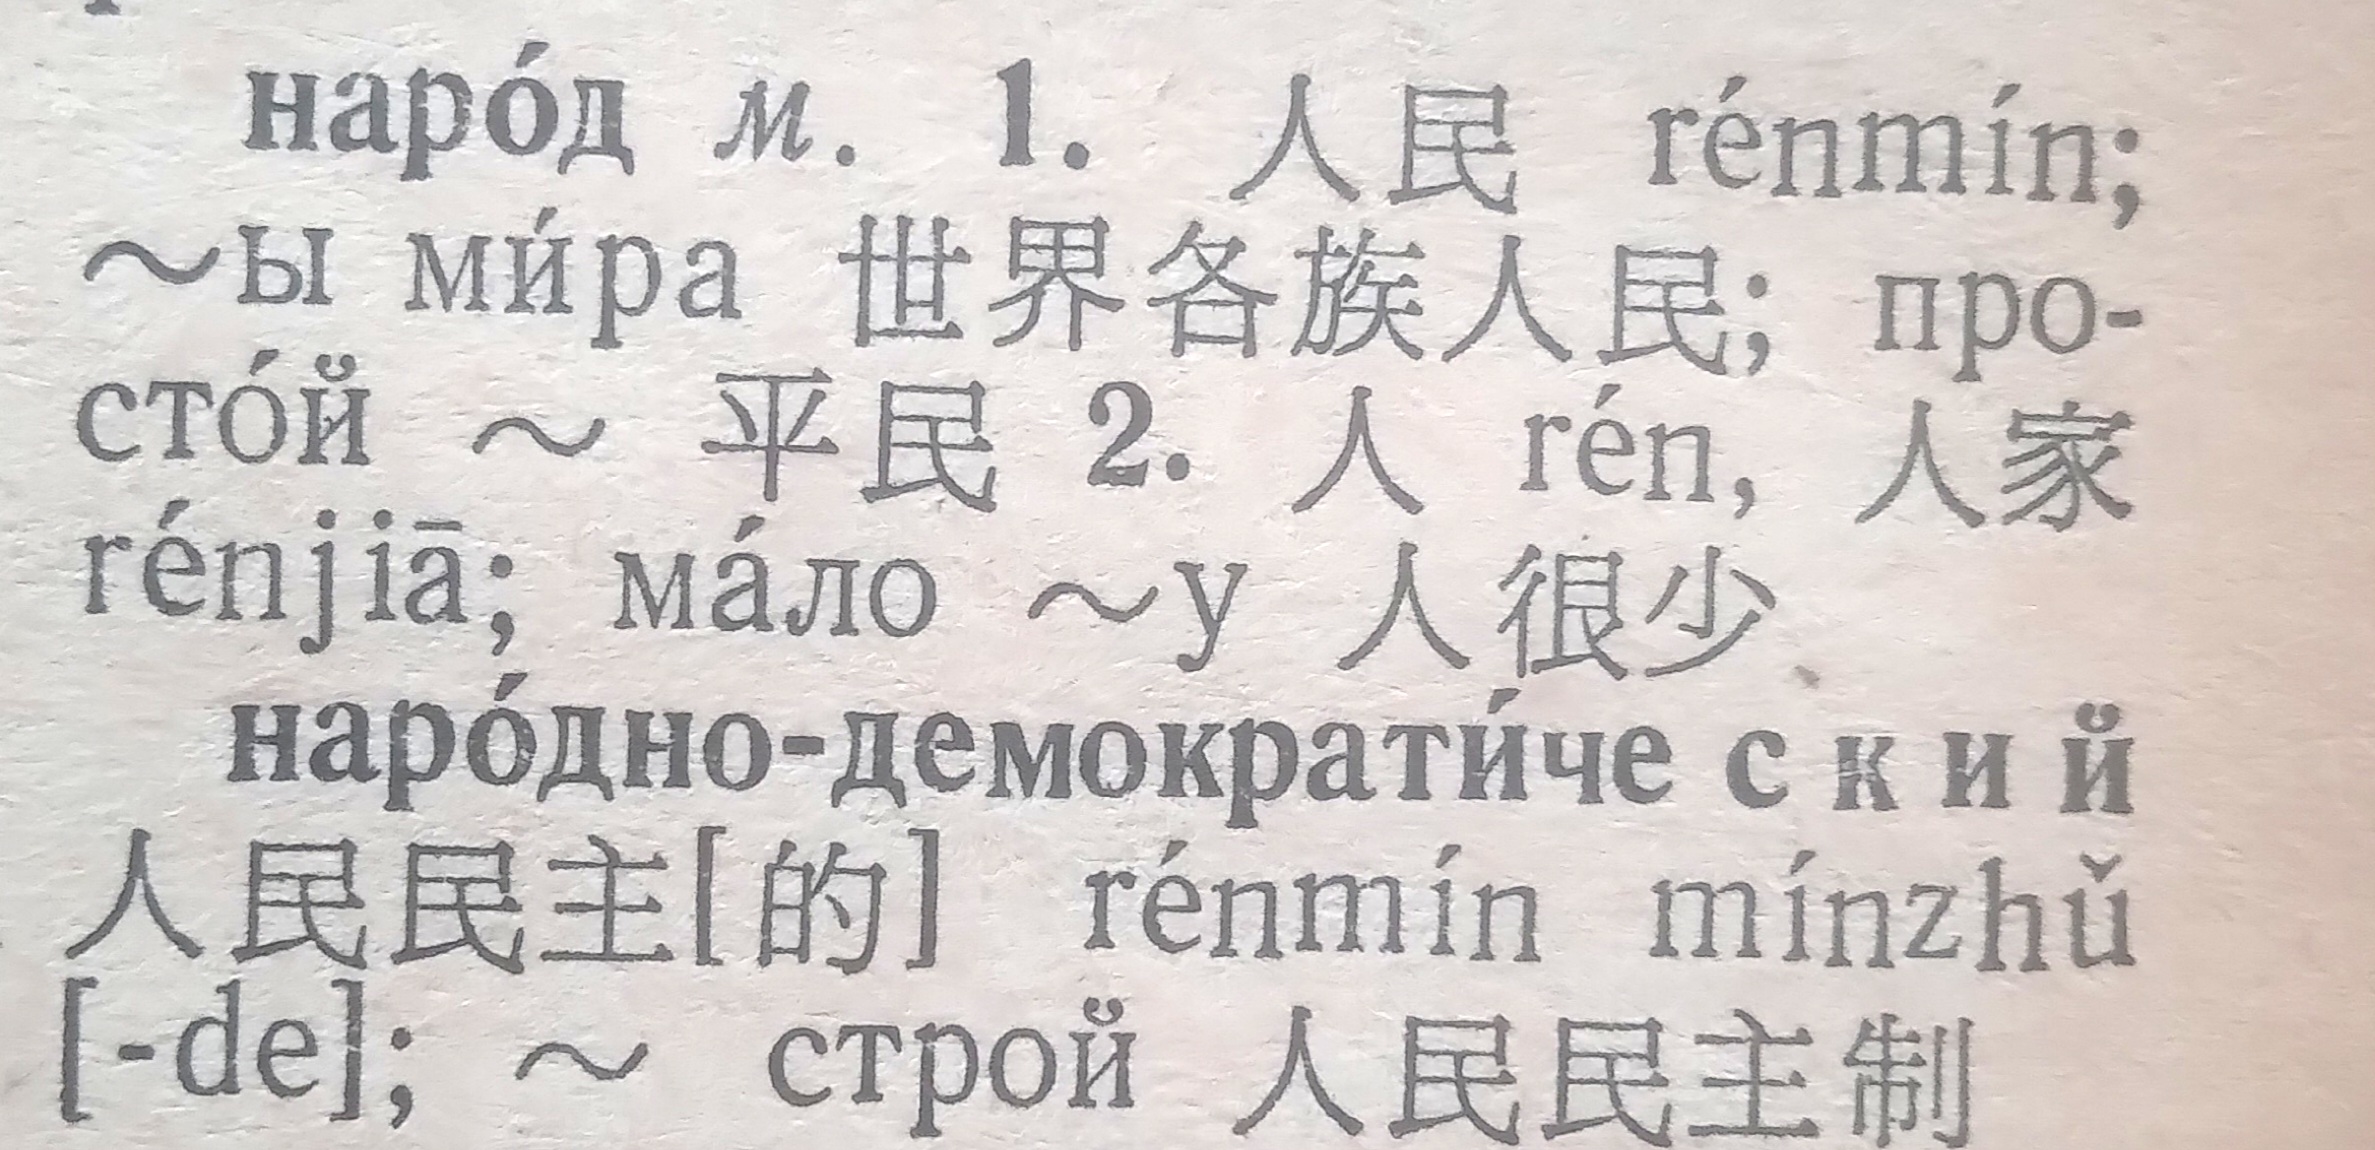 наро́д м. 1. 人民 rénmín;
~ы ми́ра 世界各族人民; про-
сто́й ~ 平民 2. 人 rén, 人家
rénjiā; ма́ло ~у 人很少
наро́дно-демократи́ческий
人民民主[的] rénmín mínzhǔ
[-de]; ~ строй 人民民主制